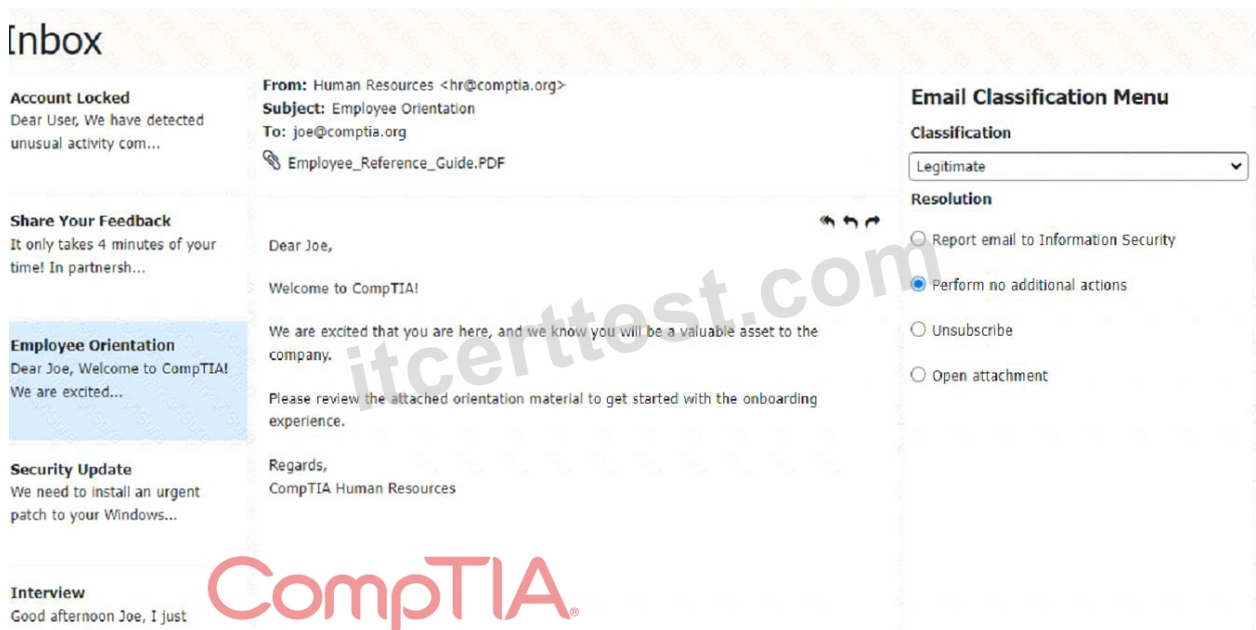 Inbox
Account Locked
Dear User, We have detected
unusual activity com...
Share Your Feedback
It only takes 4 minutes of your
time! In partnersh...
Employee Orientation
Dear Joe, Welcome to CompTIA!
We are excited...
Security Update
We need to install an urgent
patch to your Windows...
Interview
Good afternoon Joe, I just
From: Human Resources <hr@comptia.org>
Subject: Employee Orientation
To: joe@comptia.org
Employee_Reference_Guide.PDF
Dear Joe,
Welcome to CompTIA!
We are excited that you are here, and we know you will be a valuable asset to the
company.
Please review the attached orientation material to get started with the onboarding
experience.
Regards,
CompTIA Human Resources
Email Classification Menu
Classification
Legitimate
Resolution
Report email to Information Security
Perform no additional actions
Unsubscribe
Open attachment
itcerttest.com
CompTIA®